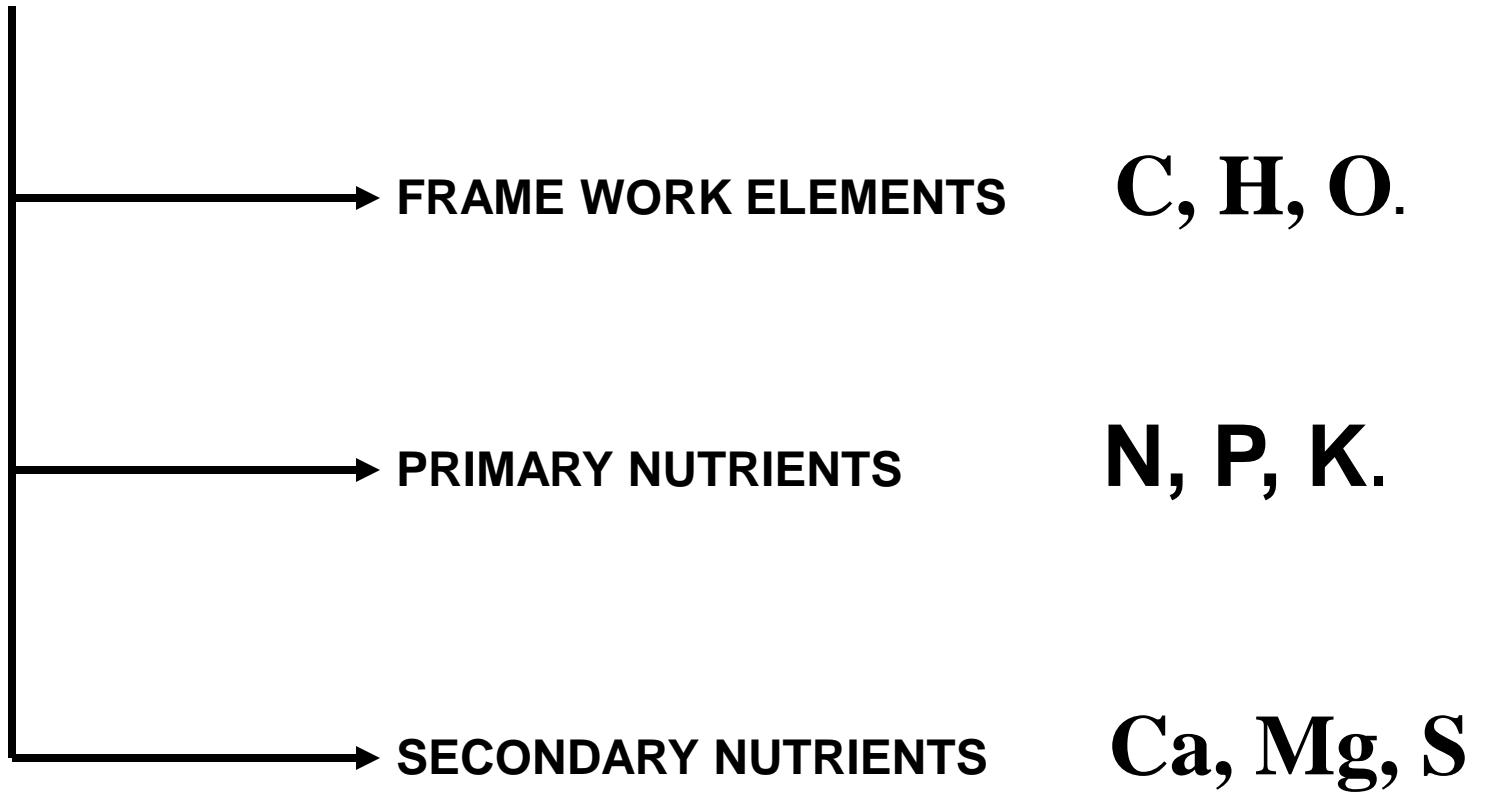 FRAME WORK ELEMENTS C, H, O.
PRIMARY NUTRIENTS N, P, K.
SECONDARY NUTRIENTS Ca, Mg, S